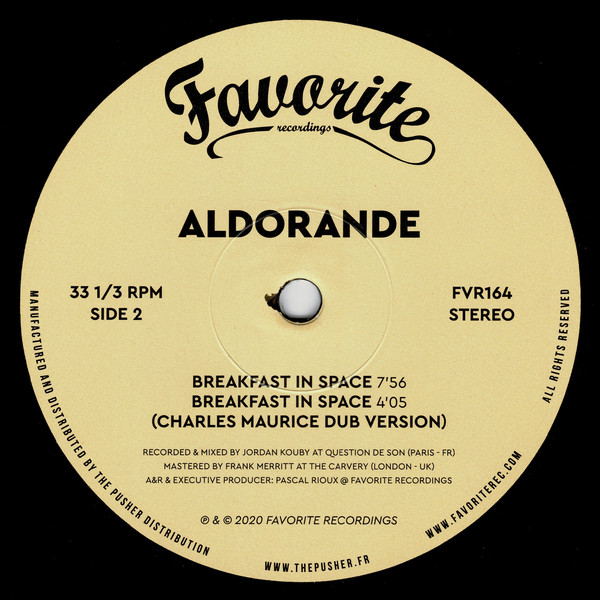 Favorite
recordings
ALDORANDE
33 1/3 RPM
SIDE 2
FVR164
STEREO
BREAKFAST IN SPACE 7'56
BREAKFAST IN SPACE 4'05
(CHARLES MAURICE DUB VERSION)
RECORDED & MIXED BY JORDAN KOUBY AT QUESTION DE SON (PARIS - FR)
MASTERED BY FRANK MERRITT AT THE CARVERY (LONDON - UK)
A&R & EXECUTIVE PRODUCER: PASCAL RIOUX @ FAVORITE RECORDINGS
℗ & © 2020 FAVORITE RECORDINGS
MANUFACTURED AND DISTRIBUTED BY THE PUSHER DISTRIBUTION
WWW.THEPUSHER.FR
WWW.FAVORITEREC.COM
ALL RIGHTS RESERVED